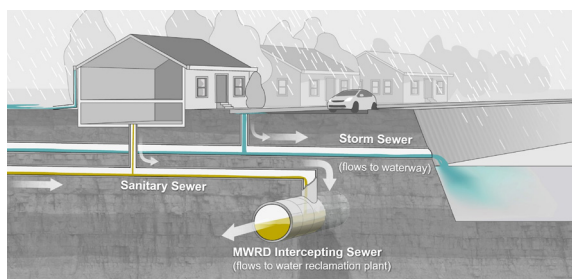 Storm Sewer
(flows to waterway)
Sanitary Sewer
MWRD Intercepting Sewer
(flows to water reclamation plant)